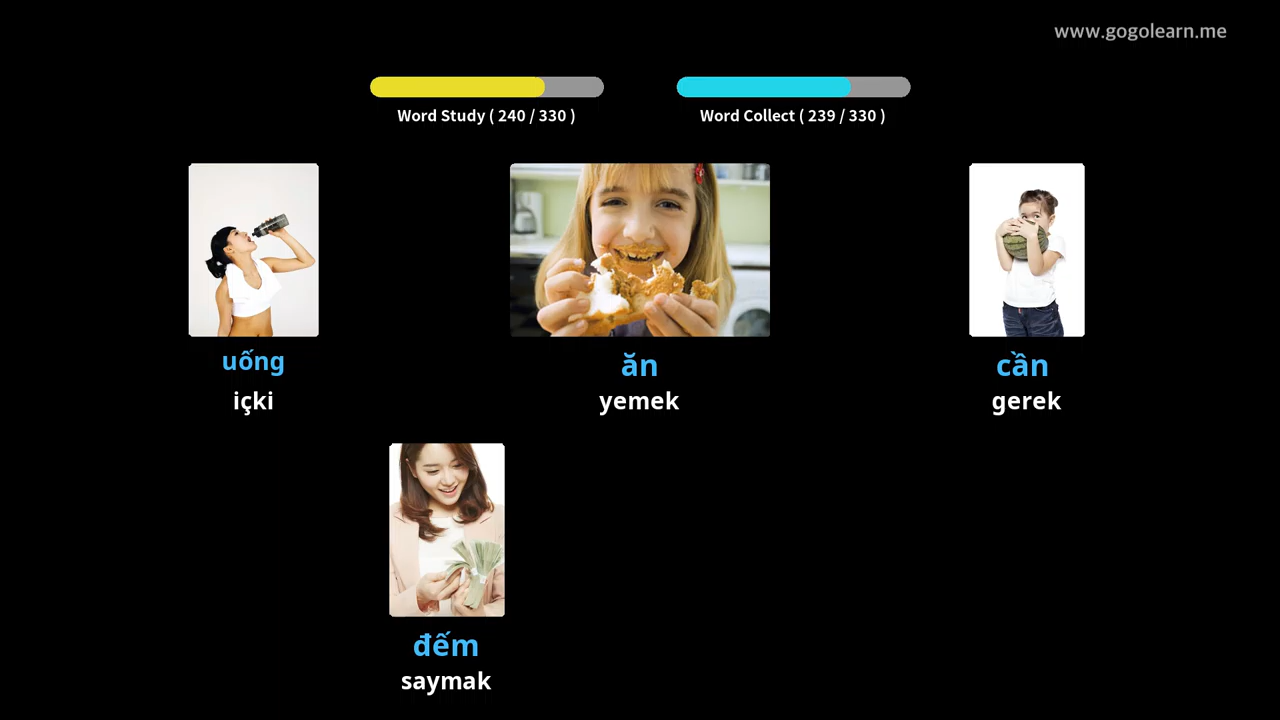 www.gogolearn.me
Word Study ( 240 / 330 )
Word Collect ( 239 / 330 )
uống
ăn
cần
içki
yemek
gerek
đếm
saymak